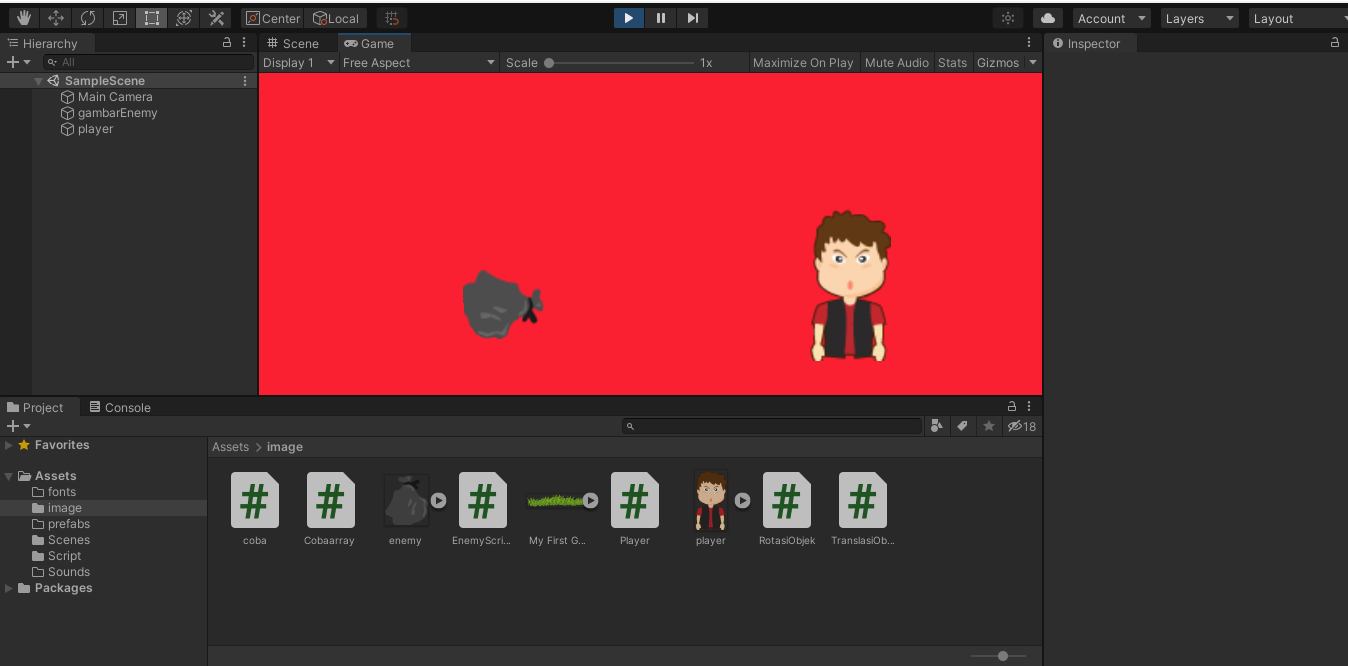 Center Local Account Layers Layout
Hierarchy Scene Game Inspector
All Display 1 Free Aspect Scale 1x Maximize On Play Mute Audio Stats Gizmos
SampleScene
Main Camera
gambarEnemy
player
Project Console
18
Favorites Assets > image
Assets
fonts
image
prefabs
Scenes
Script
Sounds
Packages
# # # # # #
coba Cobaarray enemy EnemyScri... My First G... Player player RotasiObjek TranslasiOb...